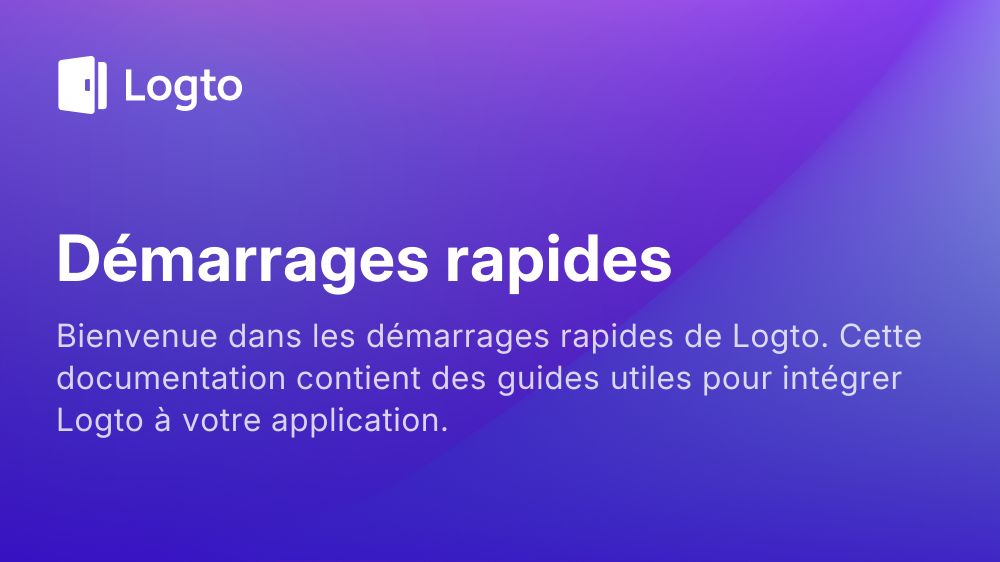 Logto
Démarrages rapides
Bienvenue dans les démarrages rapides de Logto. Cette
documentation contient des guides utiles pour intégrer
Logto à votre application.